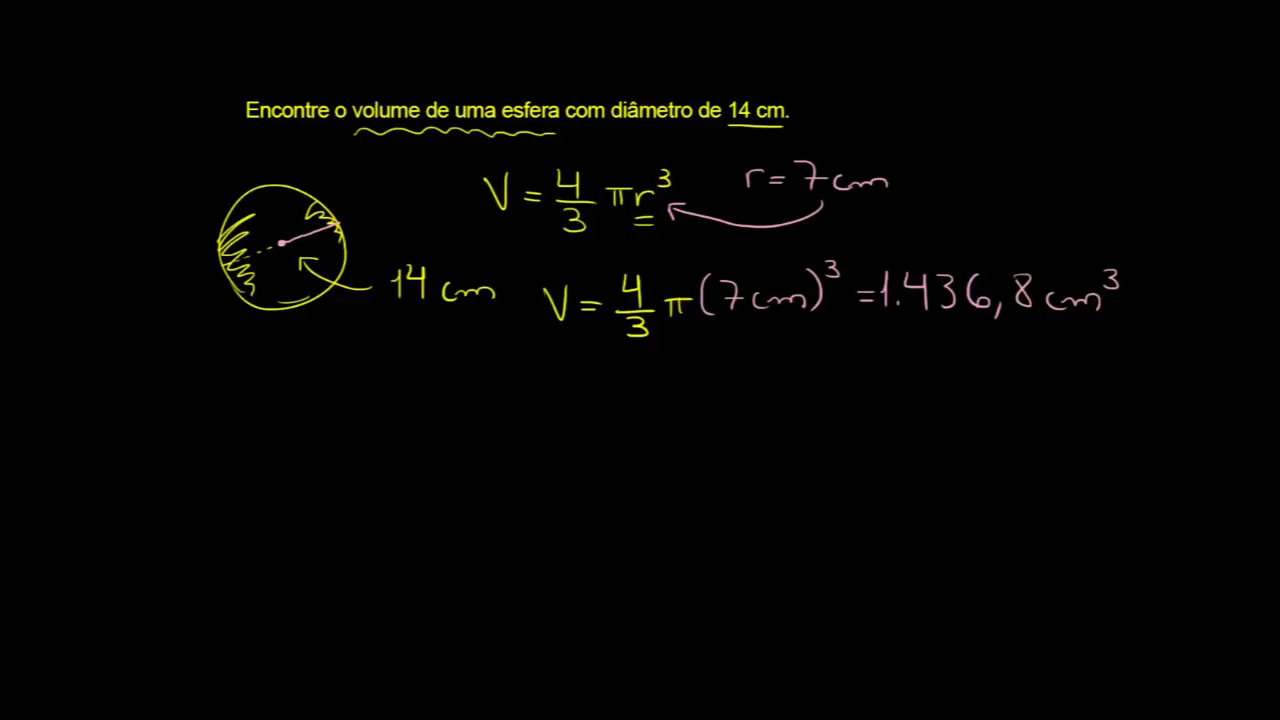 Encontre o volume de uma esfera com diâmetro de 14 cm.
V = 4/3 πr³
r = 7cm
14 cm
V = 4/3 π(7cm)³ = 1.436,8 cm³